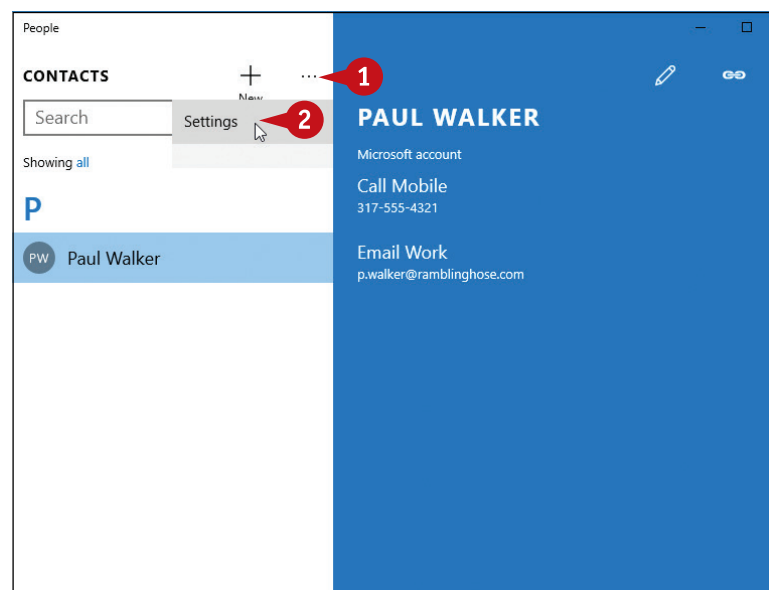 People
CONTACTS
... 1
New
Search
Settings 2
Showing all
P
PW Paul Walker
PAUL WALKER
Microsoft account
Call Mobile
317-555-4321
Email Work
p.walker@ramblinghose.com